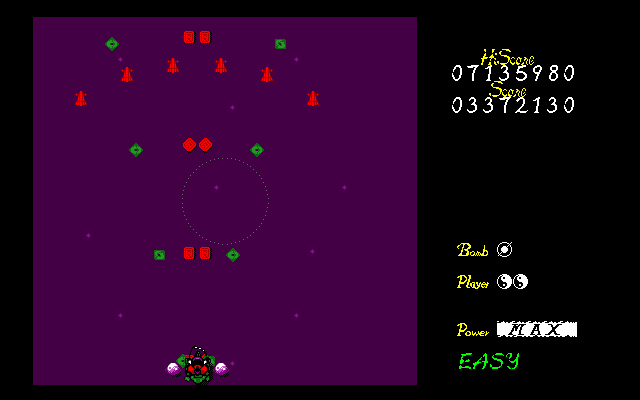 HiScore
07135980
Score
03372130
Bomb
Player
Power MAX
EASY